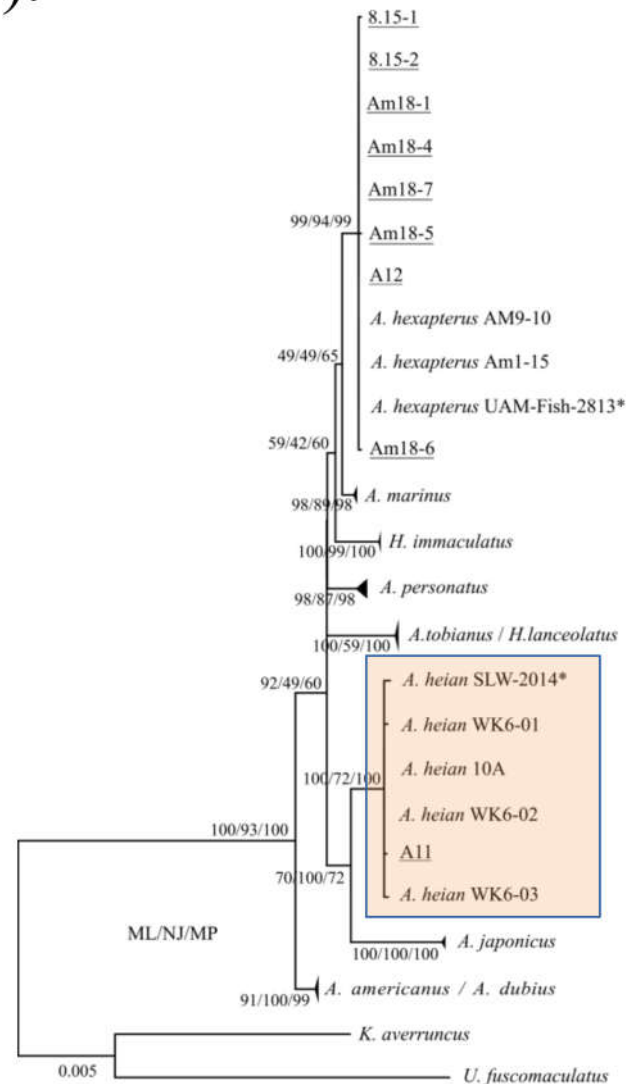 ).
8.15-1
8.15-2
Am18-1
Am18-4
Am18-7
99/94/99
Am18-5
A12
A. hexapterus AM9-10
49/49/65
A. hexapterus Am1-15
A. hexapterus UAM-Fish-2813*
59/42/60
Am18-6
A. marinus
98/89/98
H. immaculatus
100/99/100
A. personatus
98/87/98
A.tobianus / H.lanceolatus
100/59/100
92/49/60
A. heian SLW-2014*
A. heian WK6-01
A. heian 10A
100/72/100
A. heian WK6-02
100/93/100
A11
70/100/72
A. heian WK6-03
ML/NJ/MP
A. japonicus
100/100/100
A. americanus / A. dubius
91/100/99
K. averruncus
0.005
U. fuscomaculatus